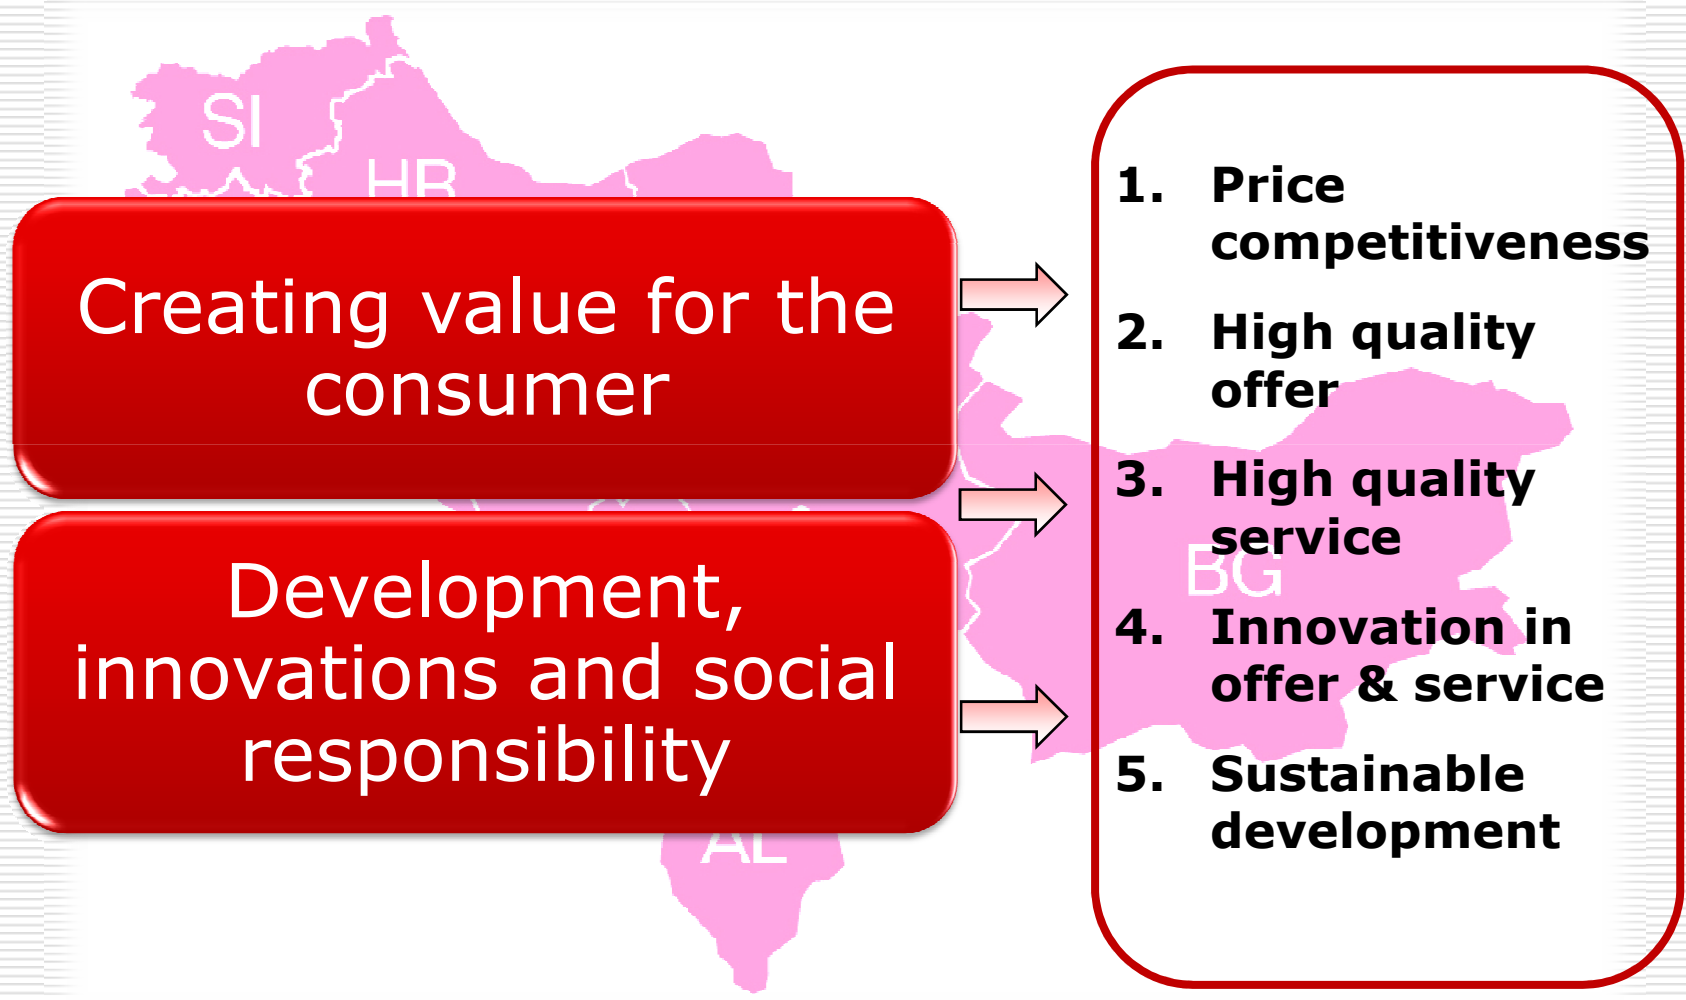 SI
HR
Creating value for the
consumer
Development,
innovations and social
responsibility
1. Price
competitiveness
2. High quality
offer
3. High quality
service
4. Innovation in
offer & service
5. Sustainable
development
BG
AL